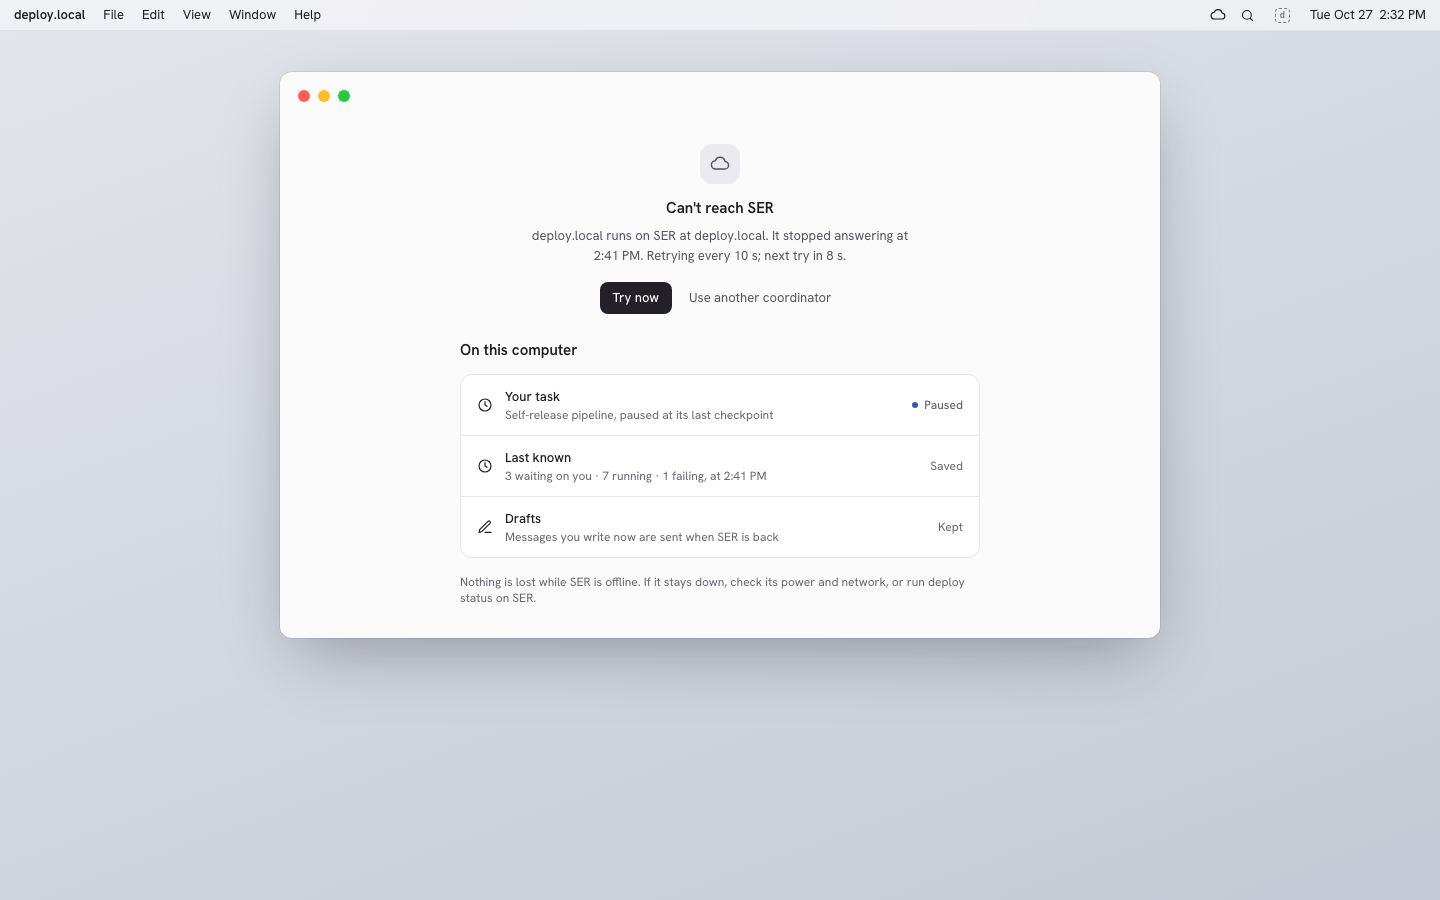 deploy.local File Edit View Window Help d Tue Oct 27 2:32 PM
Can't reach SER
deploy.local runs on SER at deploy.local. It stopped answering at
2:41 PM. Retrying every 10 s; next try in 8 s.
Try now Use another coordinator
On this computer
Your task
Self-release pipeline, paused at its last checkpoint
Paused
Last known
3 waiting on you · 7 running · 1 failing, at 2:41 PM
Saved
Drafts
Messages you write now are sent when SER is back
Kept
Nothing is lost while SER is offline. If it stays down, check its power and network, or run deploy
status on SER.